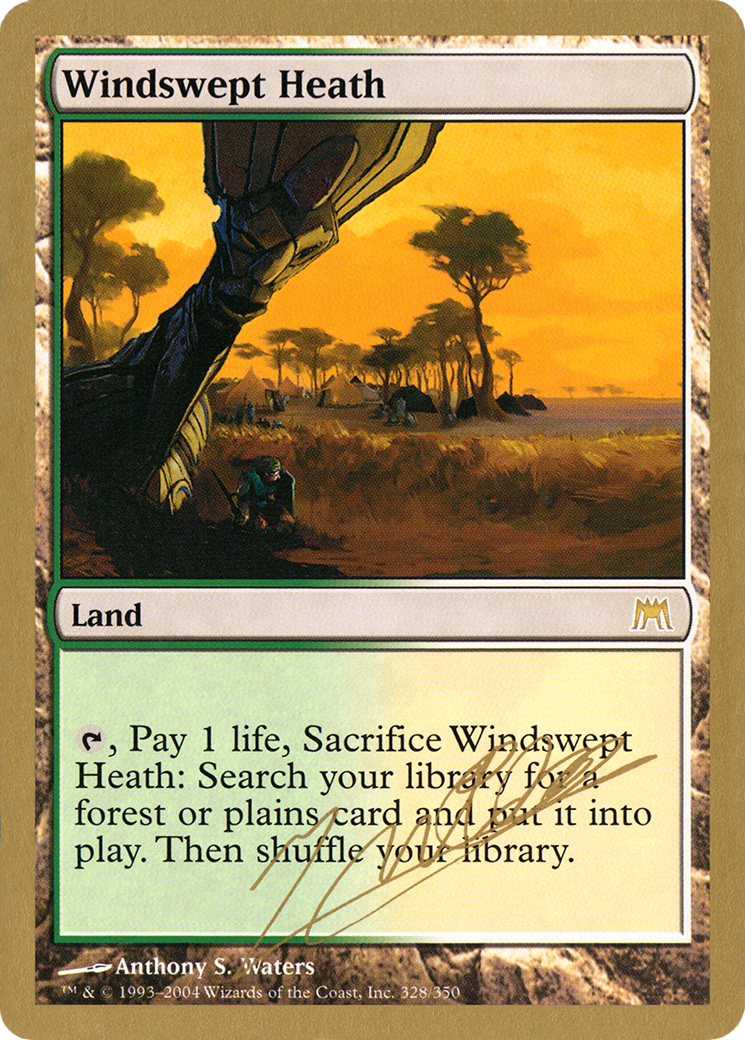 Windswept Heath
Land
, Pay 1 life, Sacrifice Windswept
Heath: Search your library for a
forest or plains card and put it into
play. Then shuffle your library.
Anthony S. Waters
™ & © 1993–2004 Wizards of the Coast, Inc. 328/350